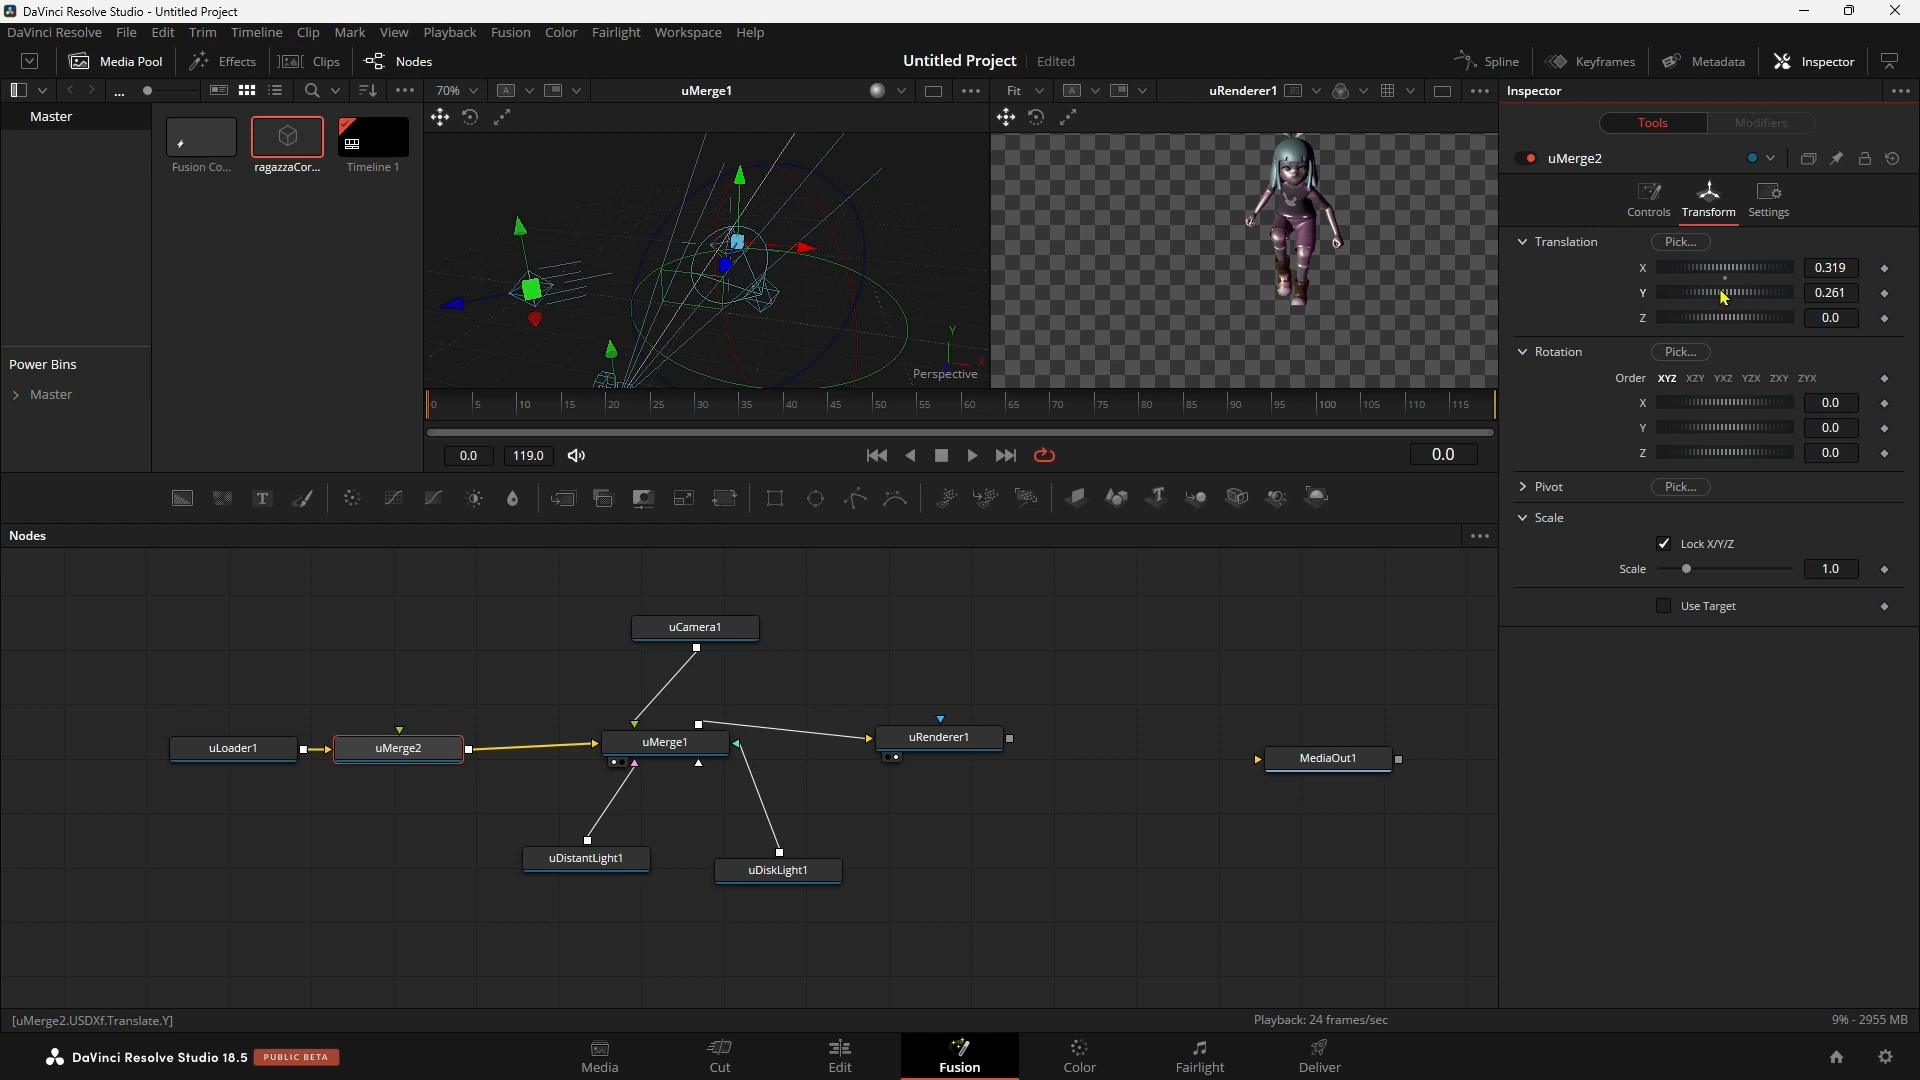 DaVinci Resolve Studio - Untitled Project
DaVinci Resolve File Edit Trim Timeline Clip Mark View Playback Fusion Color Fairlight Workspace Help
Media Pool Effects Clips Nodes Untitled Project Edited Spline Keyframes Metadata Inspector
... 70% A uMerge1 Fit A uRenderer1 Inspector
Master
Fusion Co... ragazzaCor... Timeline 1
Tools Modifiers
uMerge2
Controls Transform Settings
Translation Pick...
X 0.319
Y 0.261
Z 0.0
Rotation Pick...
Order XYZ XZY YXZ YZX ZXY ZYX
X 0.0
Y 0.0
Z 0.0
Pivot Pick...
Scale
Lock X/Y/Z
Scale 1.0
Use Target
Y
X
Perspective
Power Bins
Master
0 5 10 15 20 25 30 35 40 45 50 55 60 65 70 75 80 85 90 95 100 105 110 115
0.0 119.0 0.0
T T
Nodes
uCamera1
uLoader1 uMerge2 uMerge1 uRenderer1 MediaOut1
uDistantLight1 uDiskLight1
[uMerge2.USDXf.Translate.Y] Playback: 24 frames/sec 9% - 2955 MB
DaVinci Resolve Studio 18.5 PUBLIC BETA
Media Cut Edit Fusion Color Fairlight Deliver